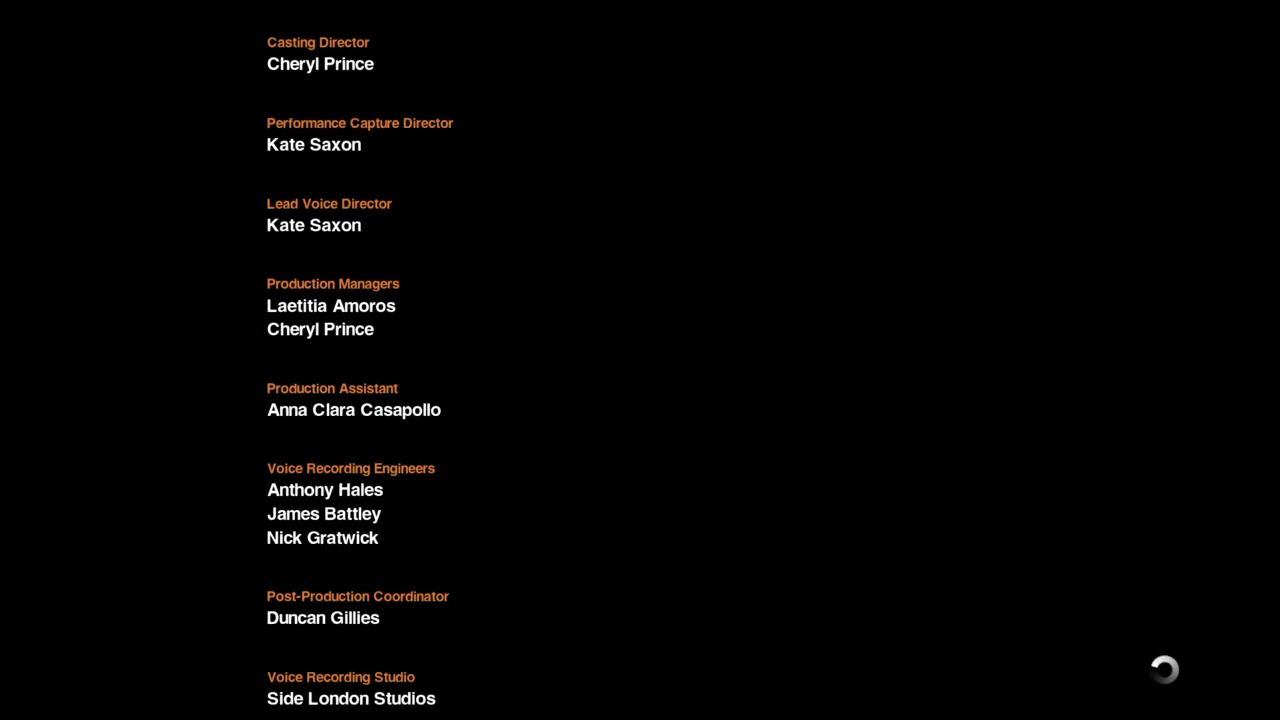 Casting Director
Cheryl Prince
Performance Capture Director
Kate Saxon
Lead Voice Director
Kate Saxon
Production Managers
Laetitia Amoros
Cheryl Prince
Production Assistant
Anna Clara Casapollo
Voice Recording Engineers
Anthony Hales
James Battley
Nick Gratwick
Post-Production Coordinator
Duncan Gillies
Voice Recording Studio
Side London Studios